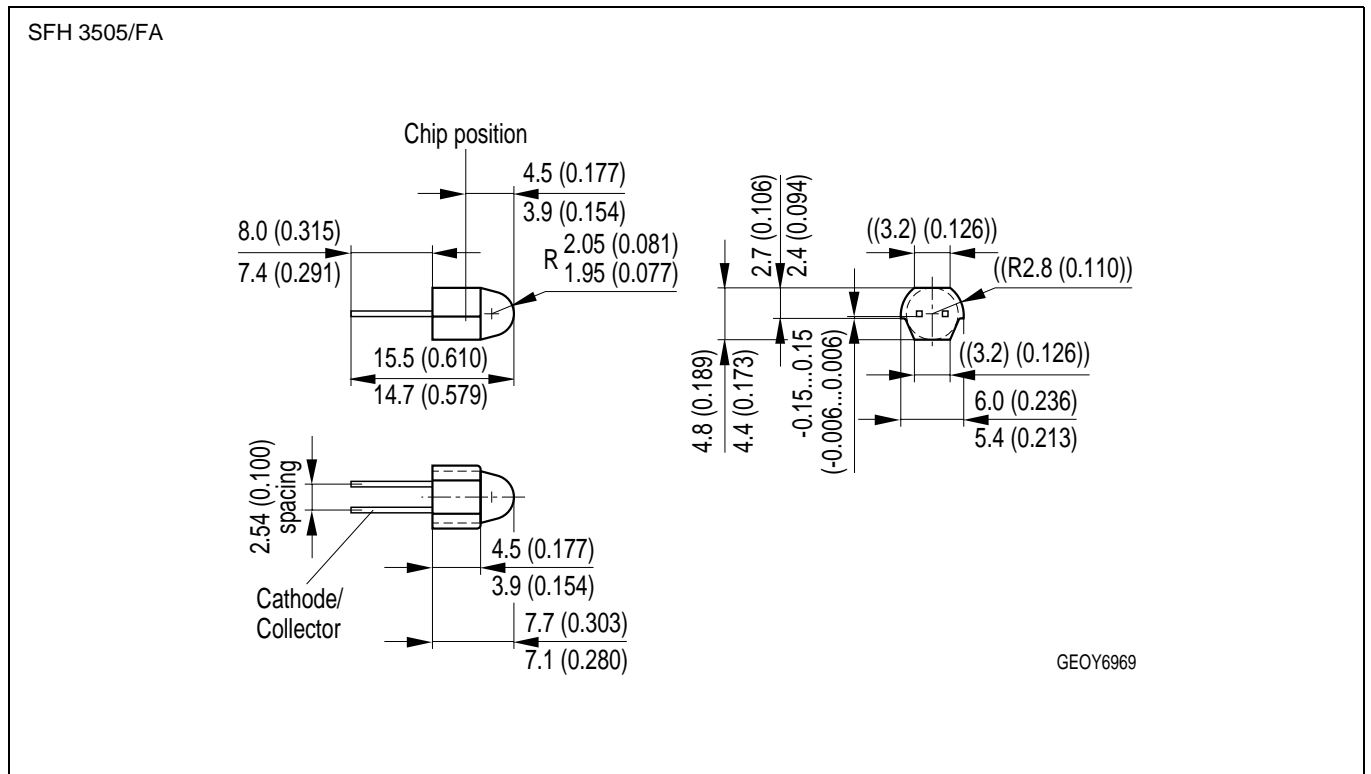 SFH 3505/FA
Chip position
4.5 (0.177)
3.9 (0.154)
8.0 (0.315)
7.4 (0.291)
R
2.05 (0.081)
1.95 (0.077)
15.5 (0.610)
14.7 (0.579)
2.7 (0.106)
2.4 (0.094)
((3.2) (0.126))
((R2.8 (0.110))
4.8 (0.189)
4.4 (0.173)
-0.15...0.15
(-0.006...0.006)
((3.2) (0.126))
6.0 (0.236)
5.4 (0.213)
2.54 (0.100)
spacing
4.5 (0.177)
3.9 (0.154)
Cathode/
Collector
7.7 (0.303)
7.1 (0.280)
GEOY6969